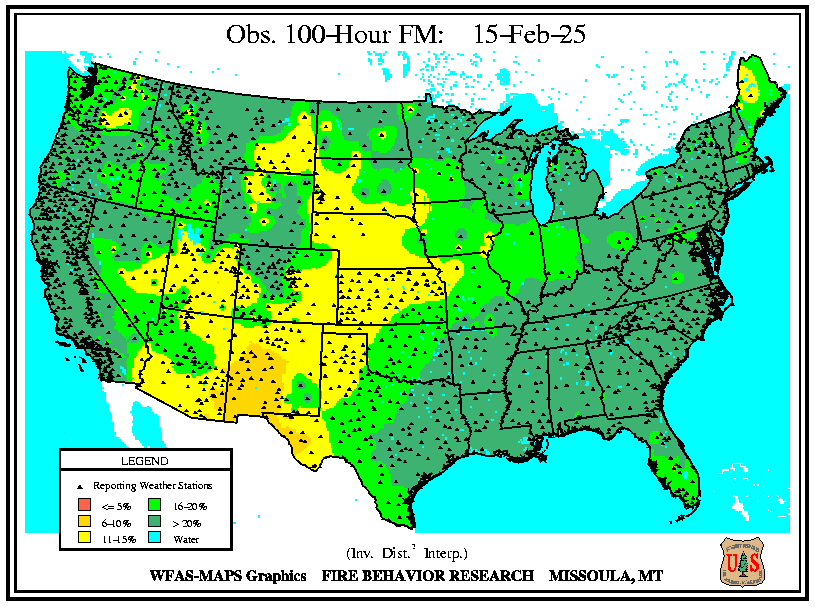 Obs. 100-Hour FM: 15-Feb-25
LEGEND
Reporting Weather Stations
<= 5% 16-20%
6-10% > 20%
11-15% Water
(Inv. Dist.² Interp.)
WFAS-MAPS Graphics FIRE BEHAVIOR RESEARCH MISSOULA, MT
U S